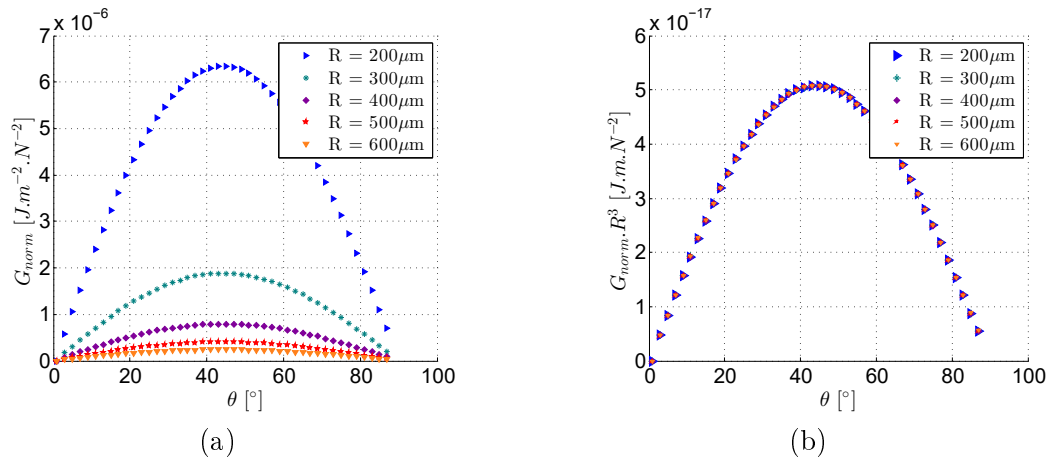 x 10⁻⁶
7
6
5
4
3
2
1
0
0 20 40 60 80 100
G_norm [J.m⁻².N⁻²]
θ [°]
R = 200μm
R = 300μm
R = 400μm
R = 500μm
R = 600μm
(a)
x 10⁻¹⁷
6
5
4
3
2
1
0
0 20 40 60 80 100
G_norm.R³ [J.m.N⁻²]
θ [°]
R = 200μm
R = 300μm
R = 400μm
R = 500μm
R = 600μm
(b)